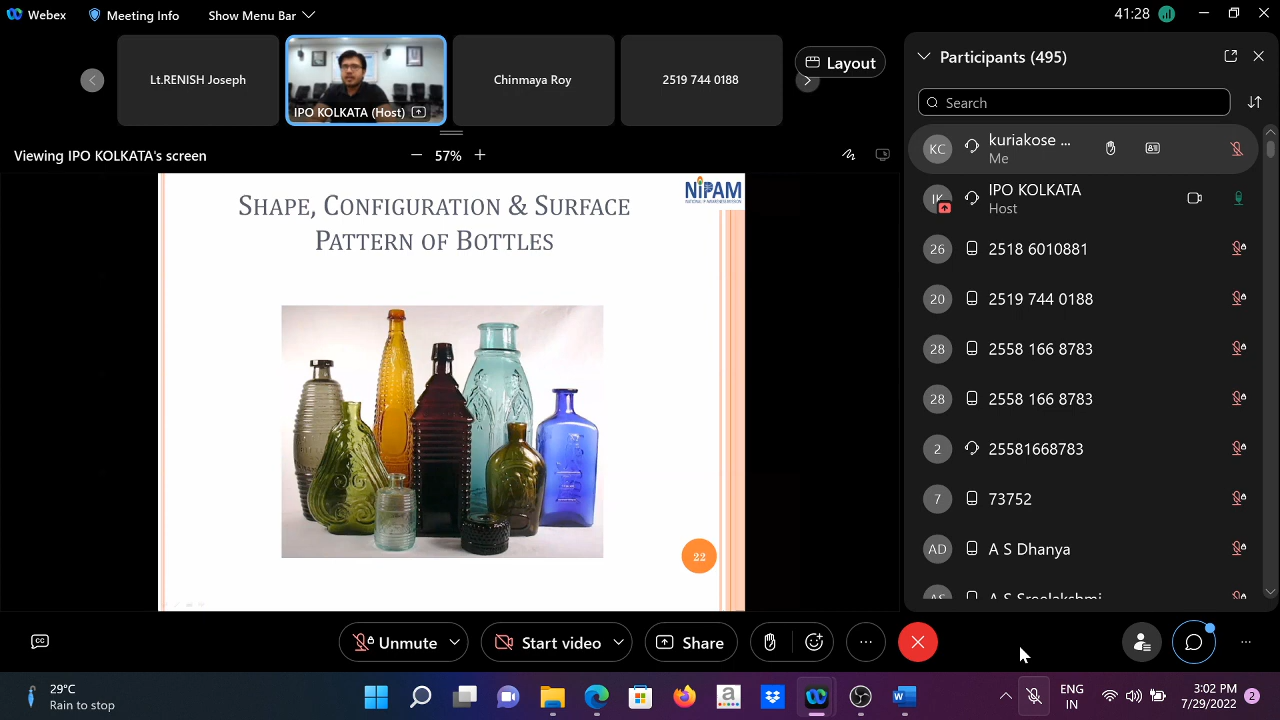 Webex
Meeting Info
Show Menu Bar
41:28
Lt.RENISH Joseph
IPO KOLKATA (Host)
Chinmaya Roy
2519 744 0188
Layout
Viewing IPO KOLKATA's screen
57%
NIPAM
SHAPE, CONFIGURATION & SURFACE
PATTERN OF BOTTLES
22
Participants (495)
Search
KC
kuriakose ...
Me
IK
IPO KOLKATA
Host
26
2518 6010881
20
2519 744 0188
28
2558 166 8783
28
2558 166 8783
2
25581668783
7
73752
AD
A S Dhanya
AS
A S Sreelakshmi
CC
Unmute
Start video
Share
29°C
Rain to stop
ENG
IN
3:02 PM
7/29/2022
2